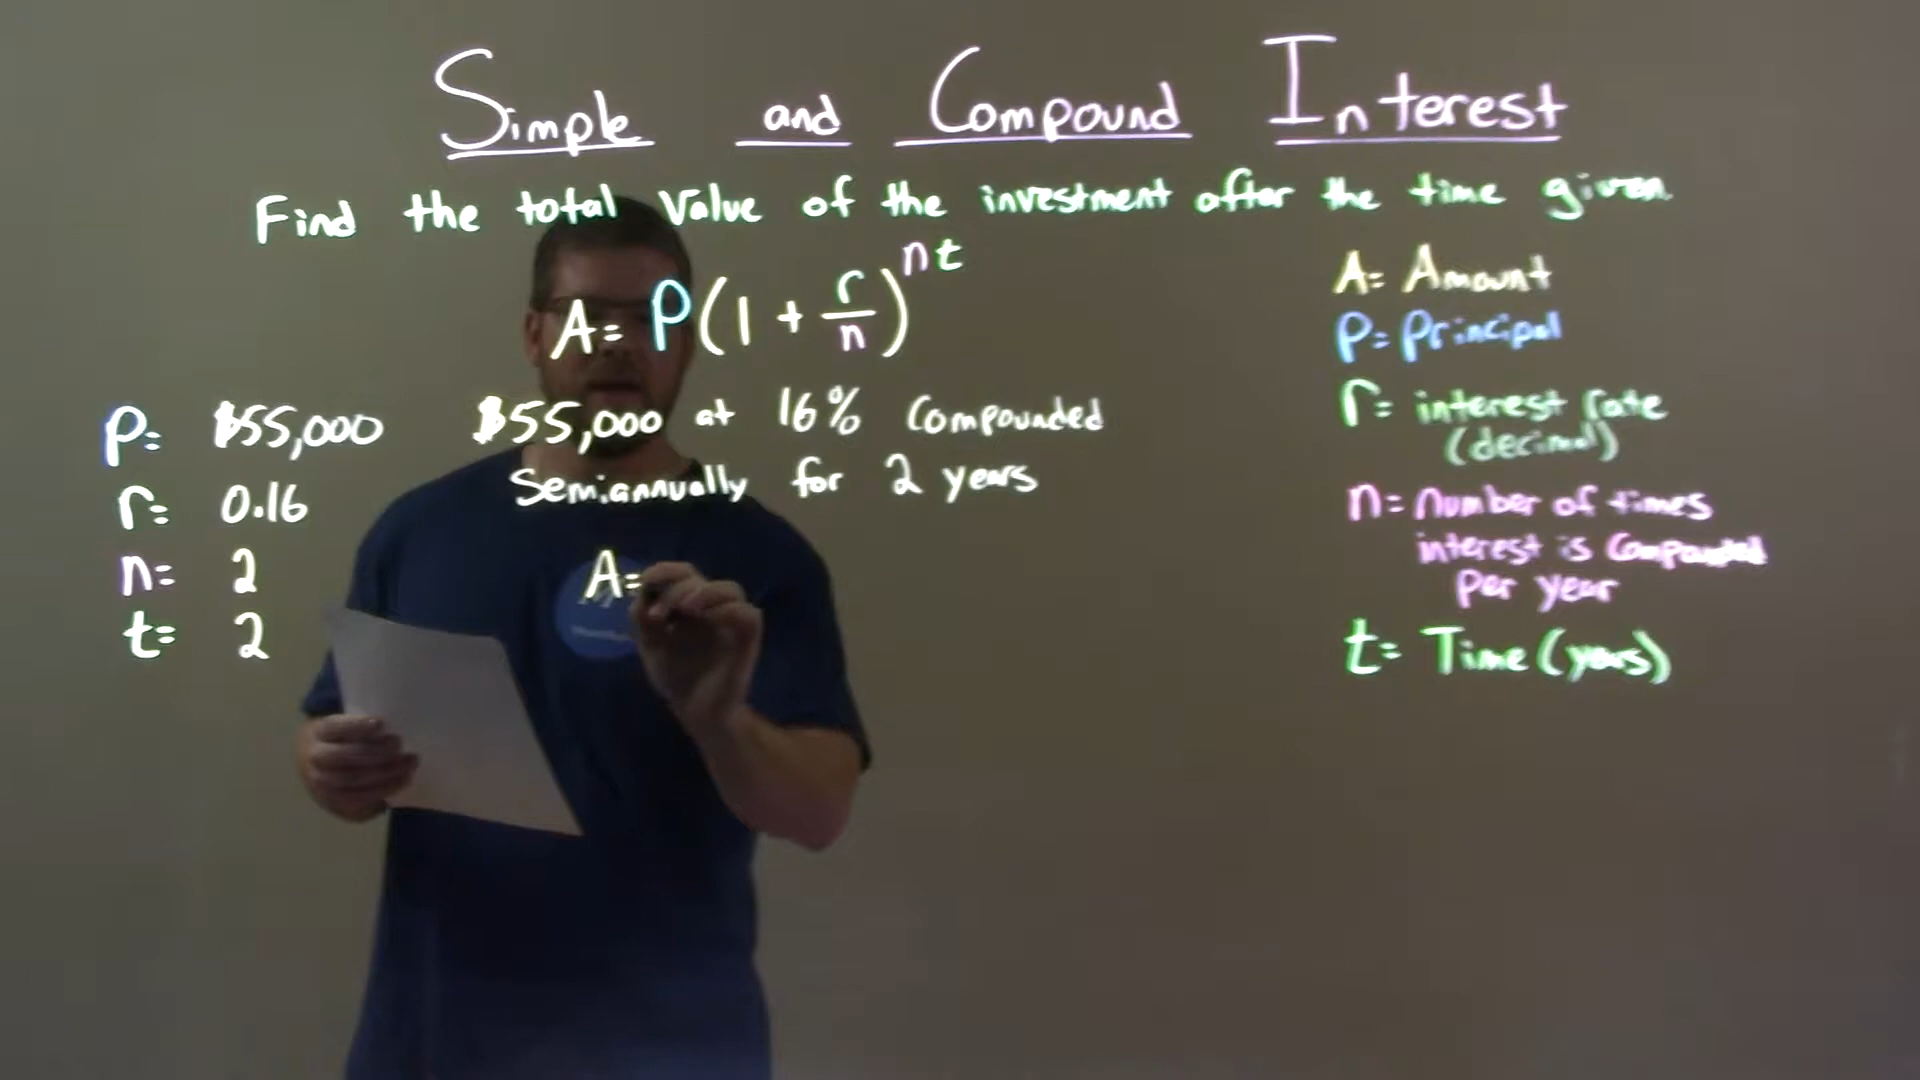 Simple and Compound Interest
Find the total value of the investment after the time given.
A= P(1 + r/n)^nt
A= Amount
P= Principal
r= interest rate
(decimal)
n= number of times
interest is compounded
per year
t= Time (years)
P= $55,000
r= 0.16
n= 2
t= 2
$55,000 at 16% compounded
Semiannually for 2 years
A=